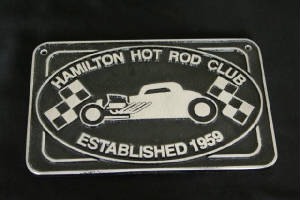 HAMILTON HOT ROD CLUB
ESTABLISHED 1959